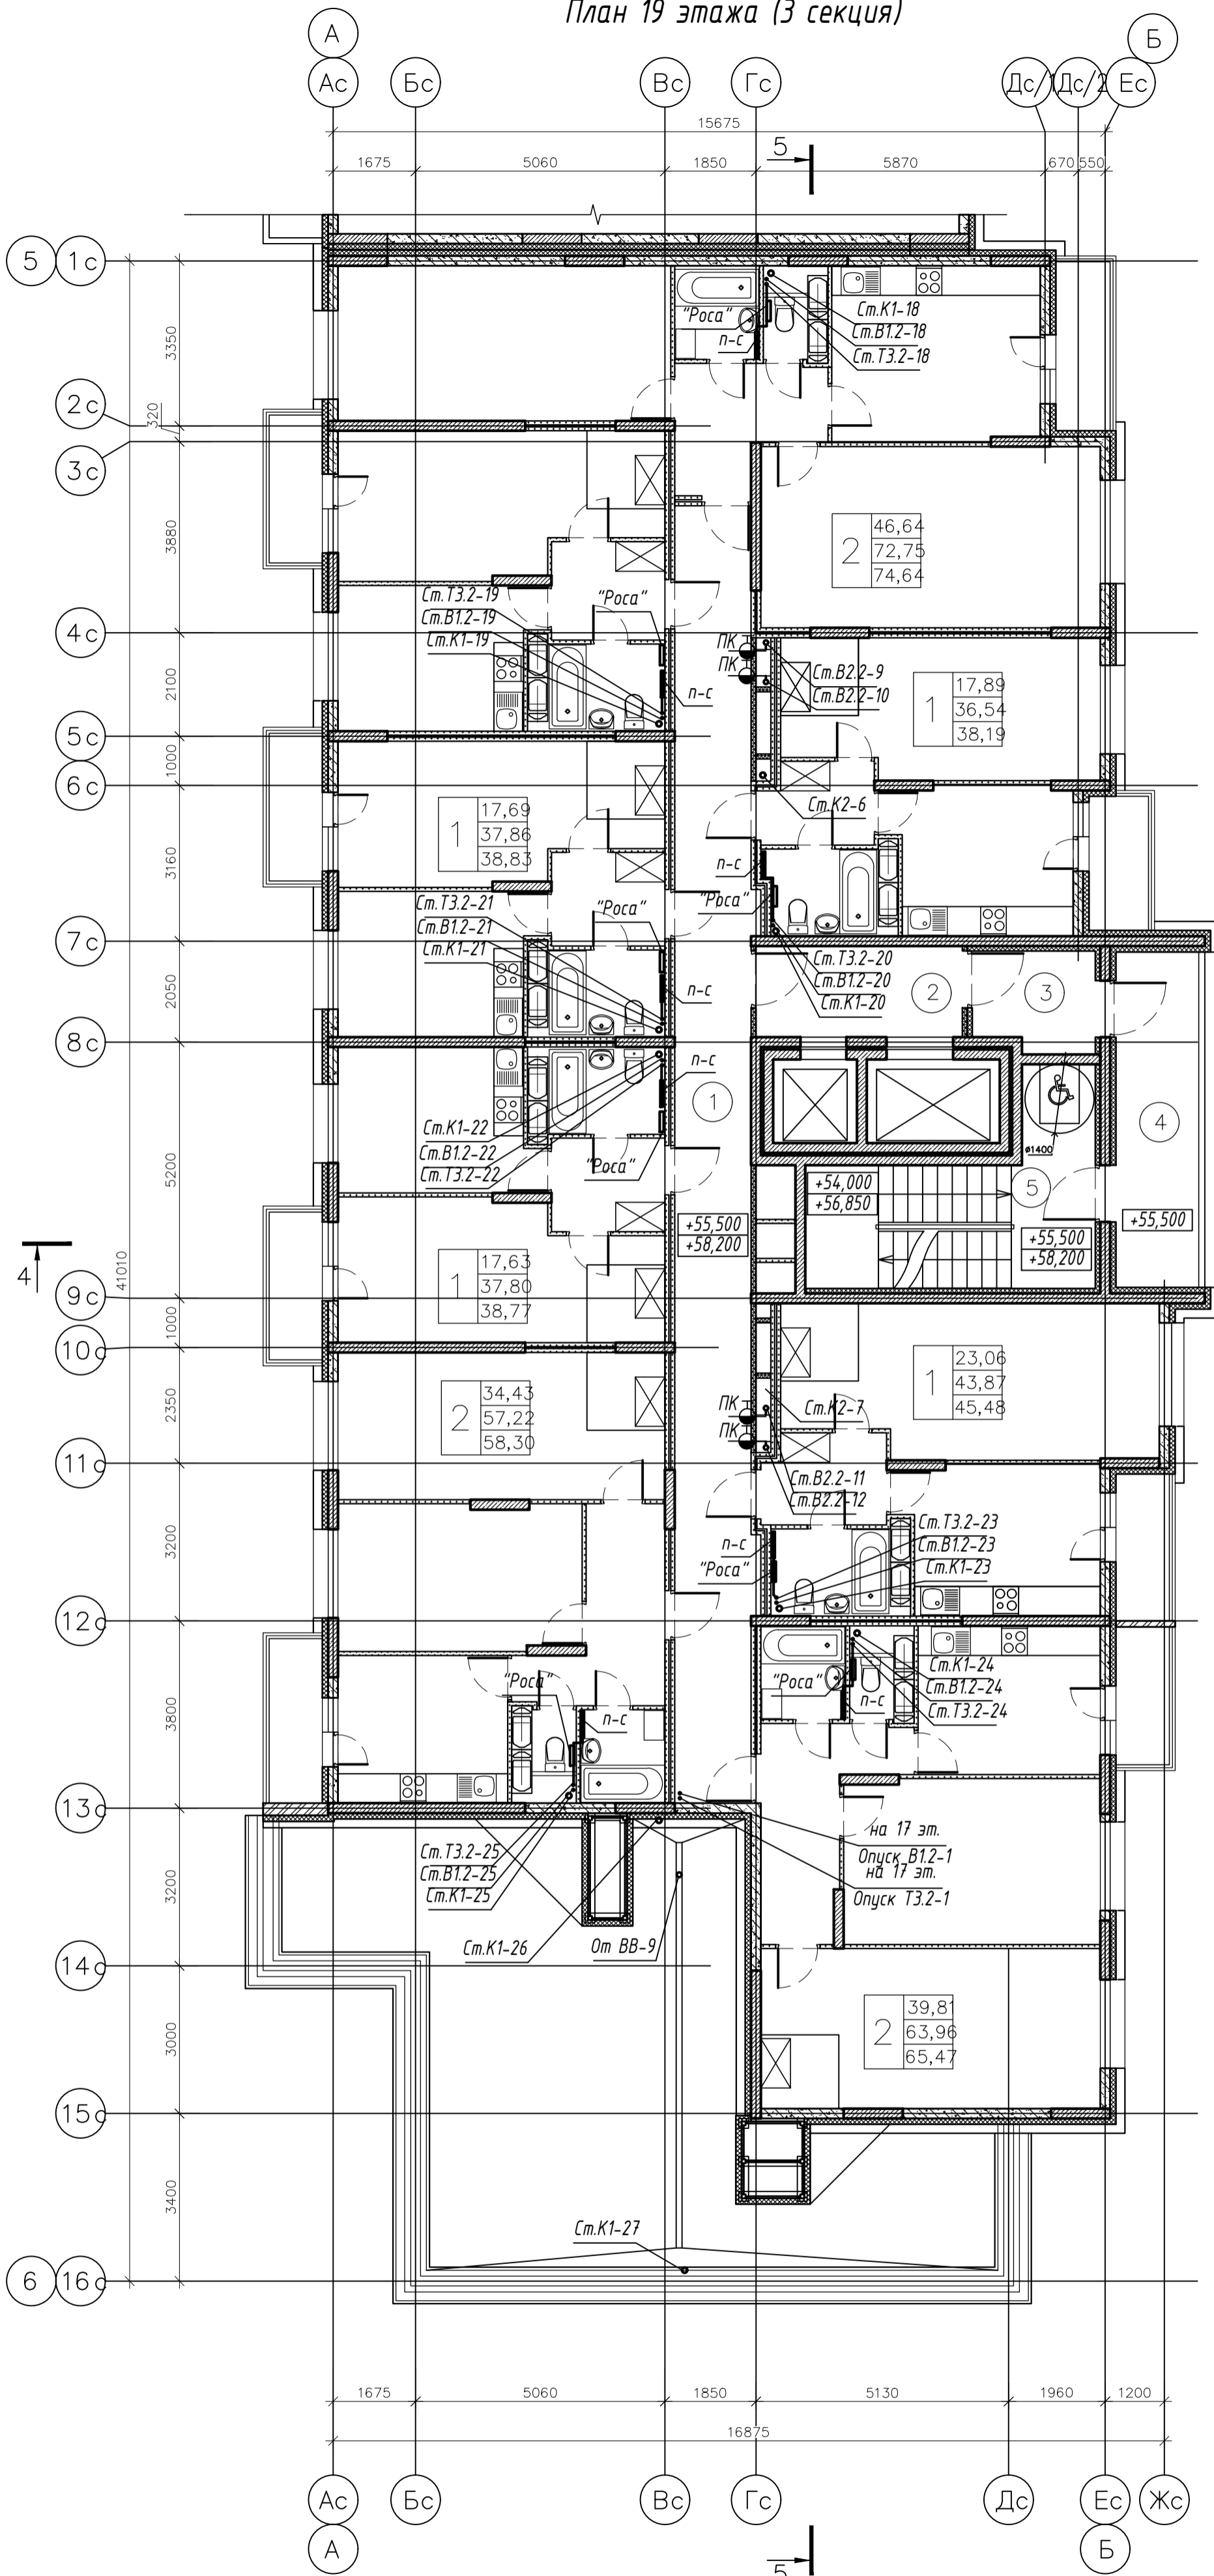 План 19 этажа (3 секция)
А
Б
Ас
Бс
Вс
Гс
Дс/1
Дс/2
Ес
15675
1675
5060
1850
5
5870
670
550
5
1с
3350
"Роса"
п-с
Ст.К1-18
Ст.В1.2-18
Ст.Т3.2-18
2с
320
3с
3880
2
46,64
72,75
74,64
Ст.Т3.2-19
Ст.В1.2-19
Ст.К1-19
"Роса"
п-с
4с
ПК
ПК
Ст.В2.2-9
Ст.В2.2-10
2100
1
17,89
36,54
38,19
5с
1000
6с
Ст.К2-6
1
17,69
37,86
38,83
3160
п-с
"Роса"
Ст.Т3.2-21
Ст.В1.2-21
Ст.К1-21
"Роса"
п-с
7с
Ст.Т3.2-20
Ст.В1.2-20
Ст.К1-20
2
3
2050
8с
п-с
1
4
ø1400
Ст.К1-22
Ст.В1.2-22
Ст.Т3.2-22
"Роса"
5200
+54,000
+56,850
5
+55,500
+58,200
+55,500
+58,200
+55,500
4
41010
1
17,63
37,80
38,77
9с
1000
10с
2
34,43
57,22
58,30
1
23,06
43,87
45,48
2350
ПК
ПК
Ст.К2-7
11с
Ст.В2.2-11
Ст.В2.2-12
3200
п-с
"Роса"
Ст.Т3.2-23
Ст.В1.2-23
Ст.К1-23
12с
"Роса"
п-с
"Роса"
п-с
Ст.К1-24
Ст.В1.2-24
Ст.Т3.2-24
3800
13с
на 17 эт.
Опуск В1.2-1
на 17 эт.
Опуск Т3.2-1
Ст.Т3.2-25
Ст.В1.2-25
Ст.К1-25
3200
Ст.К1-26
От ВВ-9
14с
2
39,81
63,96
65,47
3000
15с
3400
Ст.К1-27
6
16с
1675
5060
1850
5130
1960
1200
16875
Ас
Бс
Вс
Гс
Дс
Ес
Жс
А
Б
5